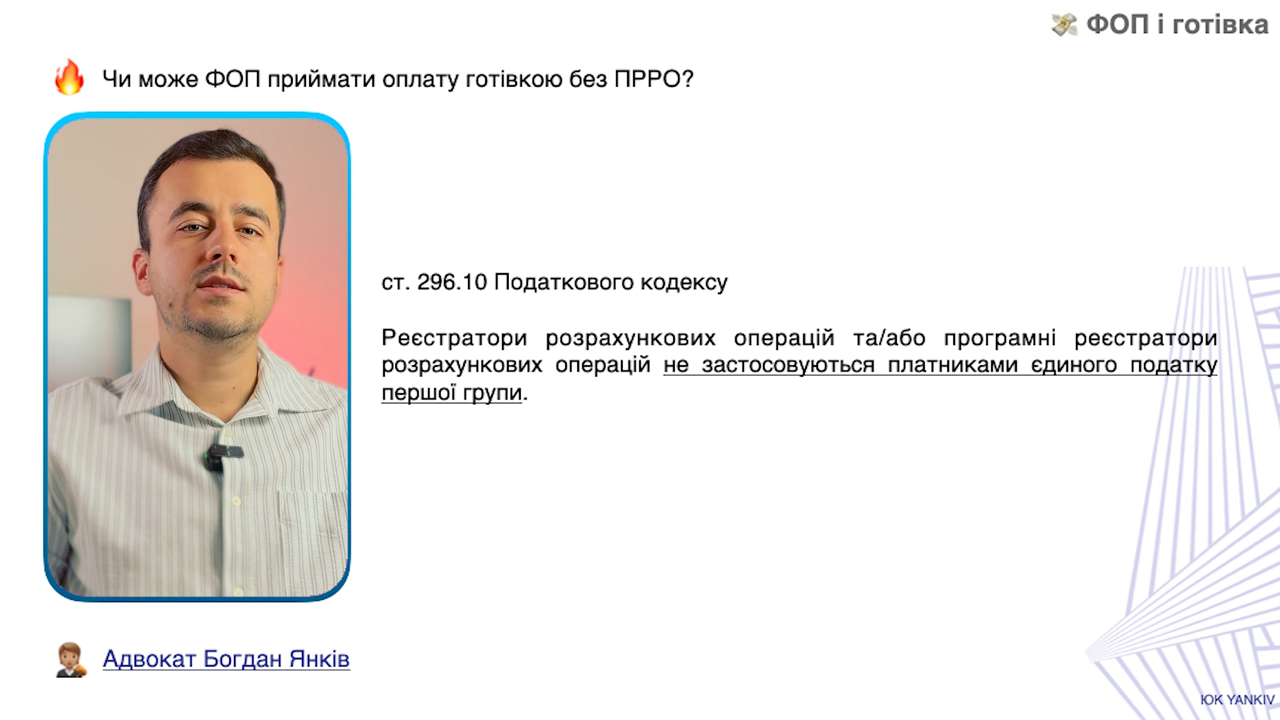 ФОП і готівка
Чи може ФОП приймати оплату готівкою без ПРРО?
ст. 296.10 Податкового кодексу
Реєстратори розрахункових операцій та/або програмні реєстратори
розрахункових операцій не застосовуються платниками єдиного податку
першої групи.
Адвокат Богдан Янків
ЮК YANKIV